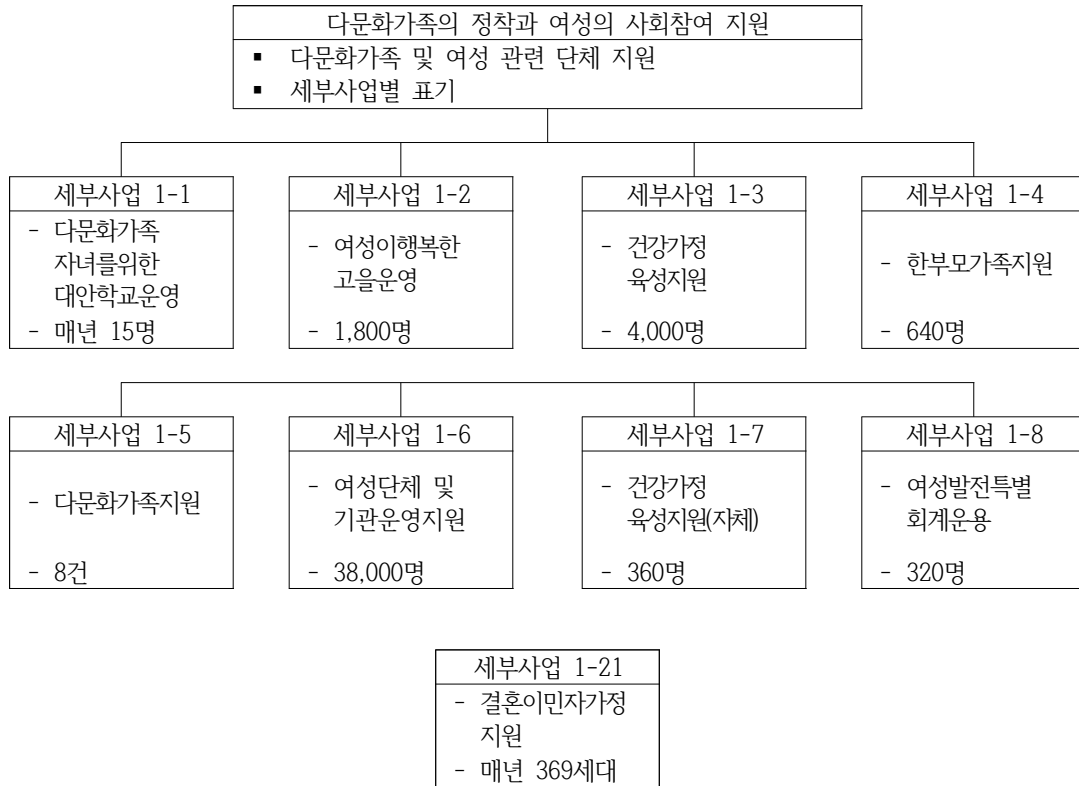 다문화가족의 정착과 여성의 사회참여 지원
▪ 다문화가족 및 여성 관련 단체 지원
▪ 세부사업별 표기
세부사업 1-1
- 다문화가족
자녀를위한
대안학교운영
- 매년 15명
세부사업 1-2
- 여성이행복한
고을운영
- 1,800명
세부사업 1-3
- 건강가정
육성지원
- 4,000명
세부사업 1-4
- 한부모가족지원
- 640명
세부사업 1-5
- 다문화가족지원
- 8건
세부사업 1-6
- 여성단체 및
기관운영지원
- 38,000명
세부사업 1-7
- 건강가정
육성지원(자체)
- 360명
세부사업 1-8
- 여성발전특별
회계운용
- 320명
세부사업 1-21
- 결혼이민자가정
지원
- 매년 369세대